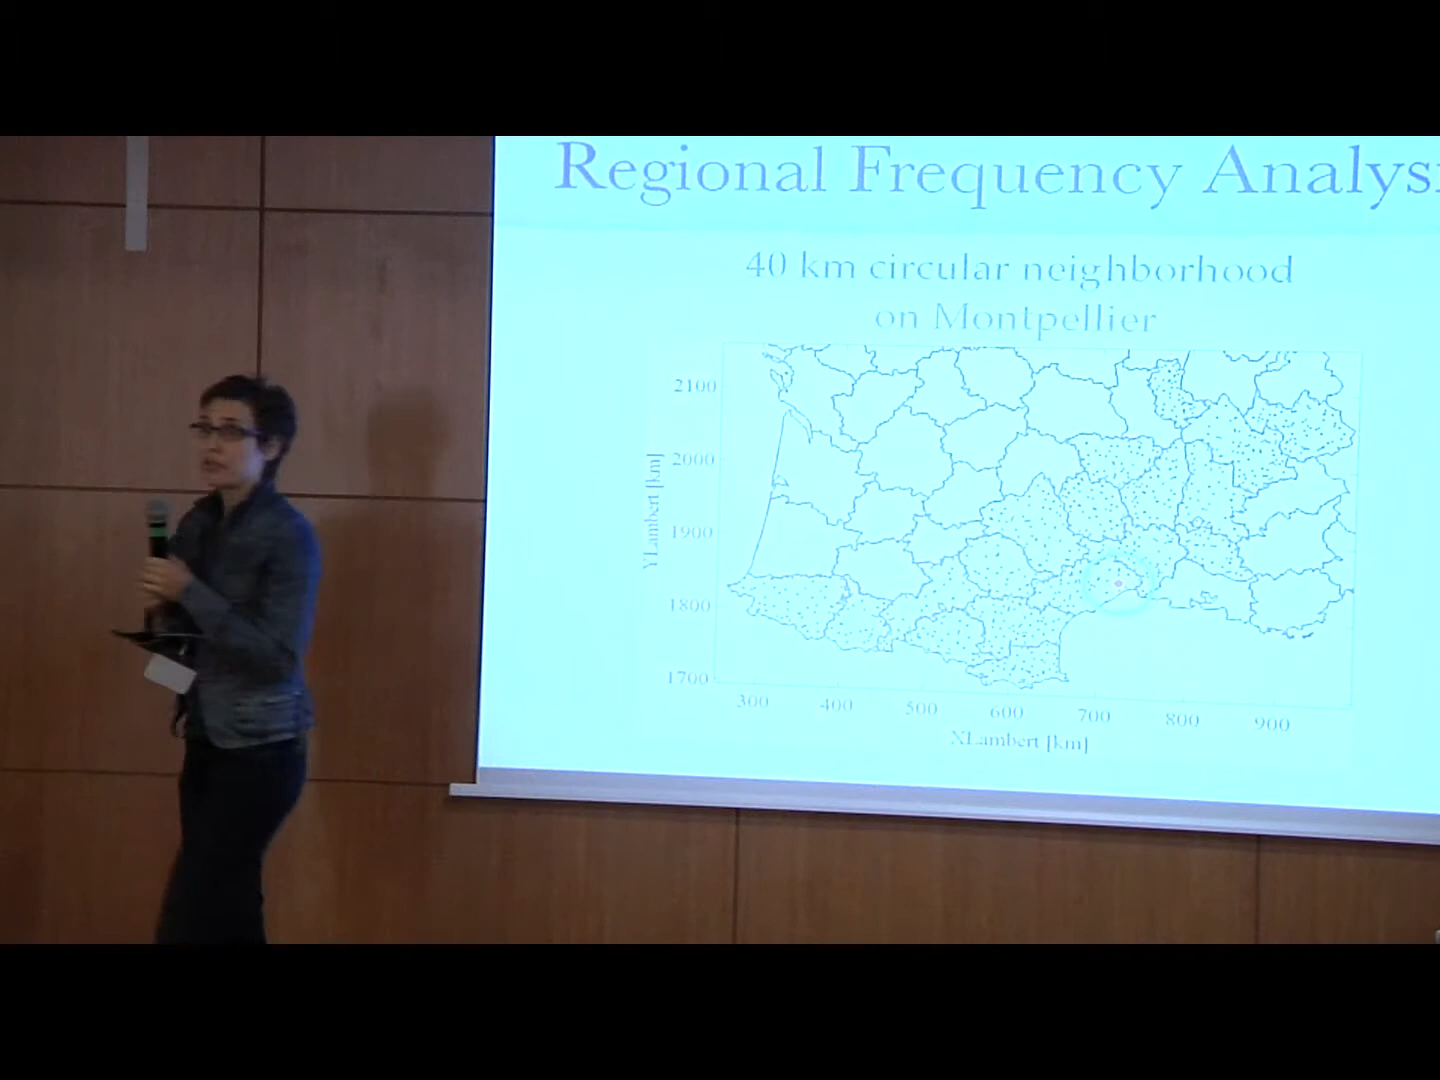 Regional Frequency Analysi
40 km circular neighborhood
on Montpellier
2100
2000
1900
1800
1700
YLambert [km]
300 400 500 600 700 800 900
XLambert [km]